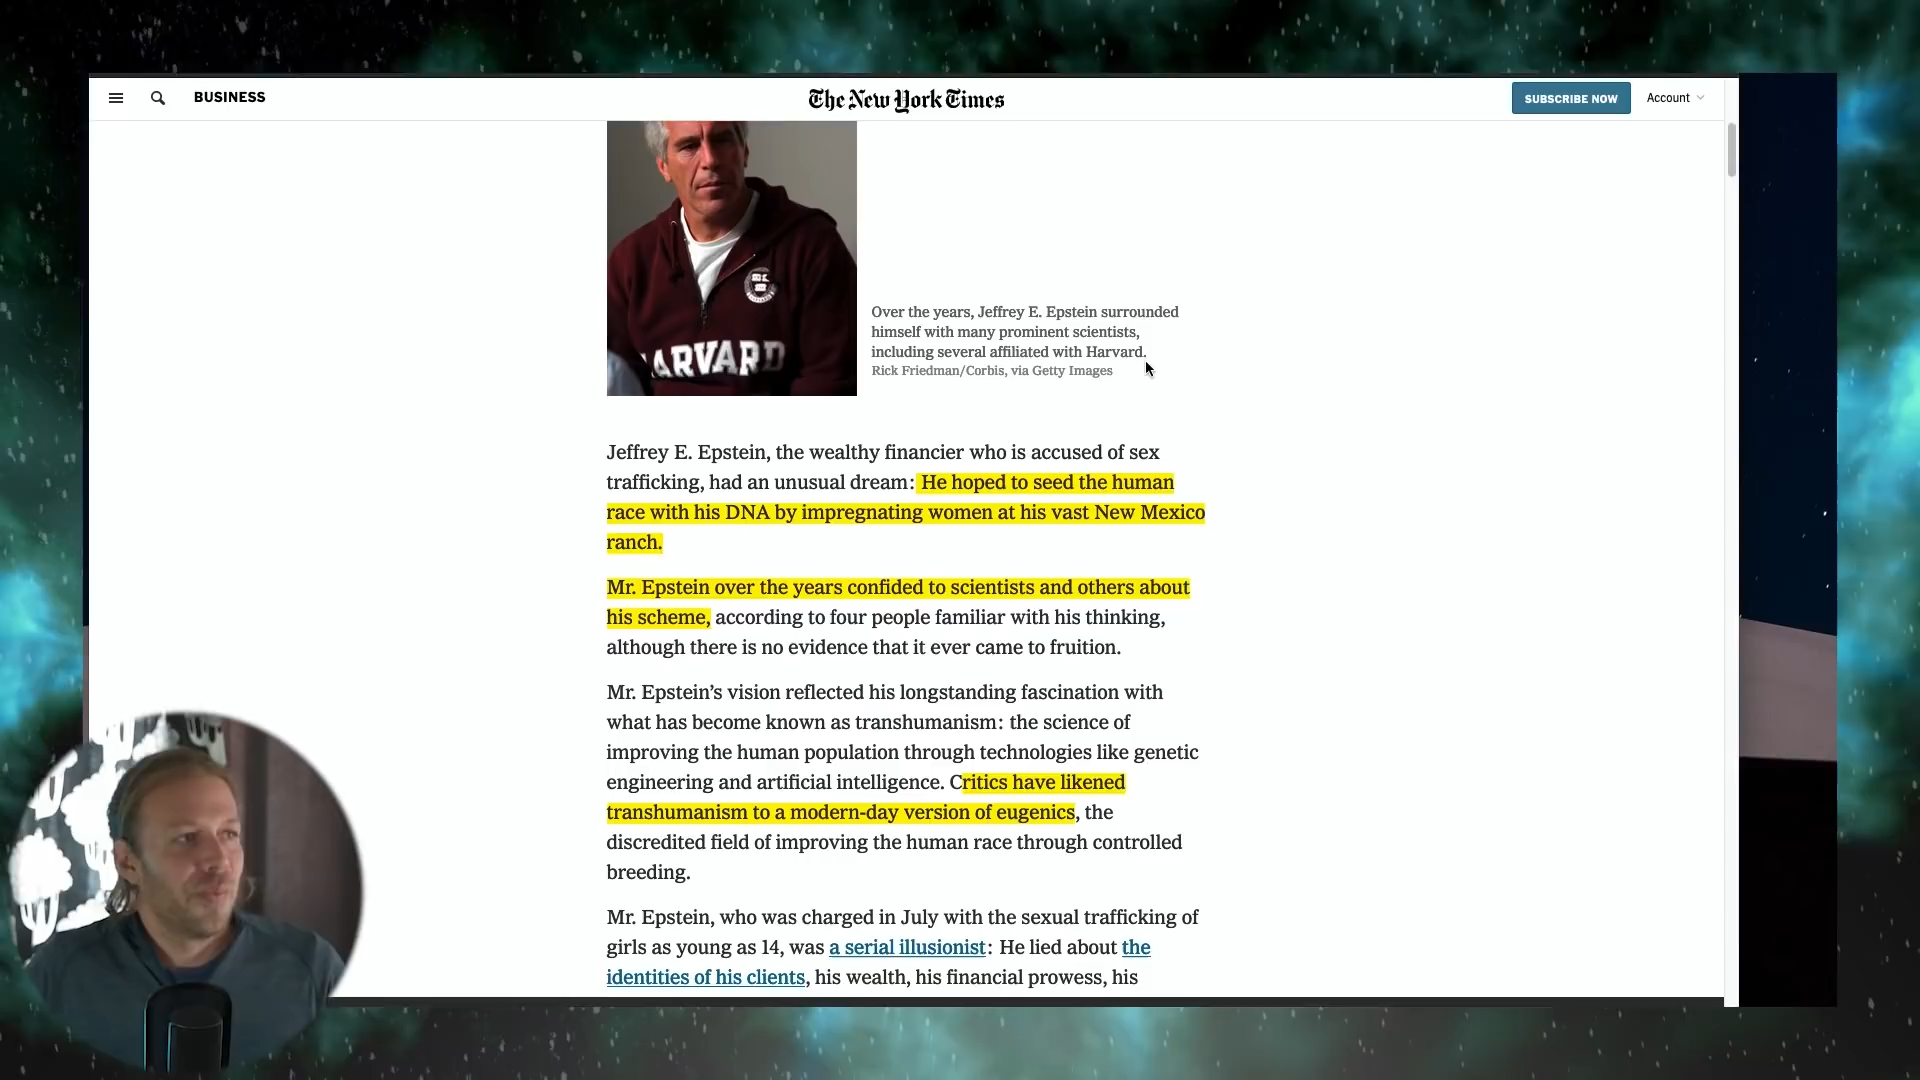 BUSINESS
The New York Times
SUBSCRIBE NOW
Account
HARVARD
Over the years, Jeffrey E. Epstein surrounded
himself with many prominent scientists,
including several affiliated with Harvard.
Rick Friedman/Corbis, via Getty Images
Jeffrey E. Epstein, the wealthy financier who is accused of sex
trafficking, had an unusual dream: He hoped to seed the human
race with his DNA by impregnating women at his vast New Mexico
ranch.
Mr. Epstein over the years confided to scientists and others about
his scheme, according to four people familiar with his thinking,
although there is no evidence that it ever came to fruition.
Mr. Epstein’s vision reflected his longstanding fascination with
what has become known as transhumanism: the science of
improving the human population through technologies like genetic
engineering and artificial intelligence. Critics have likened
transhumanism to a modern-day version of eugenics, the
discredited field of improving the human race through controlled
breeding.
Mr. Epstein, who was charged in July with the sexual trafficking of
girls as young as 14, was a serial illusionist: He lied about the
identities of his clients, his wealth, his financial prowess, his